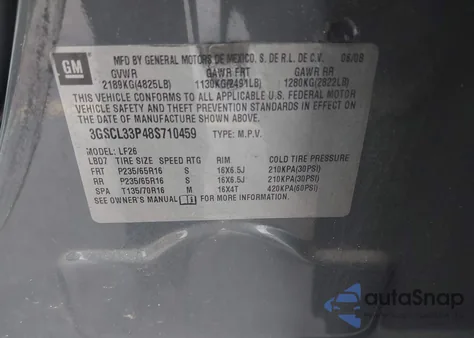 GM
MFD BY GENERAL MOTORS DE MEXICO, S. DE R.L. DE C.V. 06/08
GVWR GAWR FRT GAWR RR
2189KG(4825LB) 1130KG(2491LB) 1280KG(2822LB)
THIS VEHICLE CONFORMS TO ALL APPLICABLE U.S. FEDERAL MOTOR
VEHICLE SAFETY AND THEFT PREVENTION STANDARDS IN EFFECT ON
THE DATE OF MANUFACTURE SHOWN ABOVE.
3GSCL33P48S710459 TYPE: M.P.V.
MODEL: LF26
LBD7 TIRE SIZE SPEED RTG RIM COLD TIRE PRESSURE
FRT P235/65R16 S 16X6.5J 210KPA(30PSI)
RR P235/65R16 S 16X6.5J 210KPA(30PSI)
SPA T135/70R16 M 16X4T 420KPA(60PSI)
SEE OWNER'S MANUAL i FOR MORE INFORMATION.
autoSnap